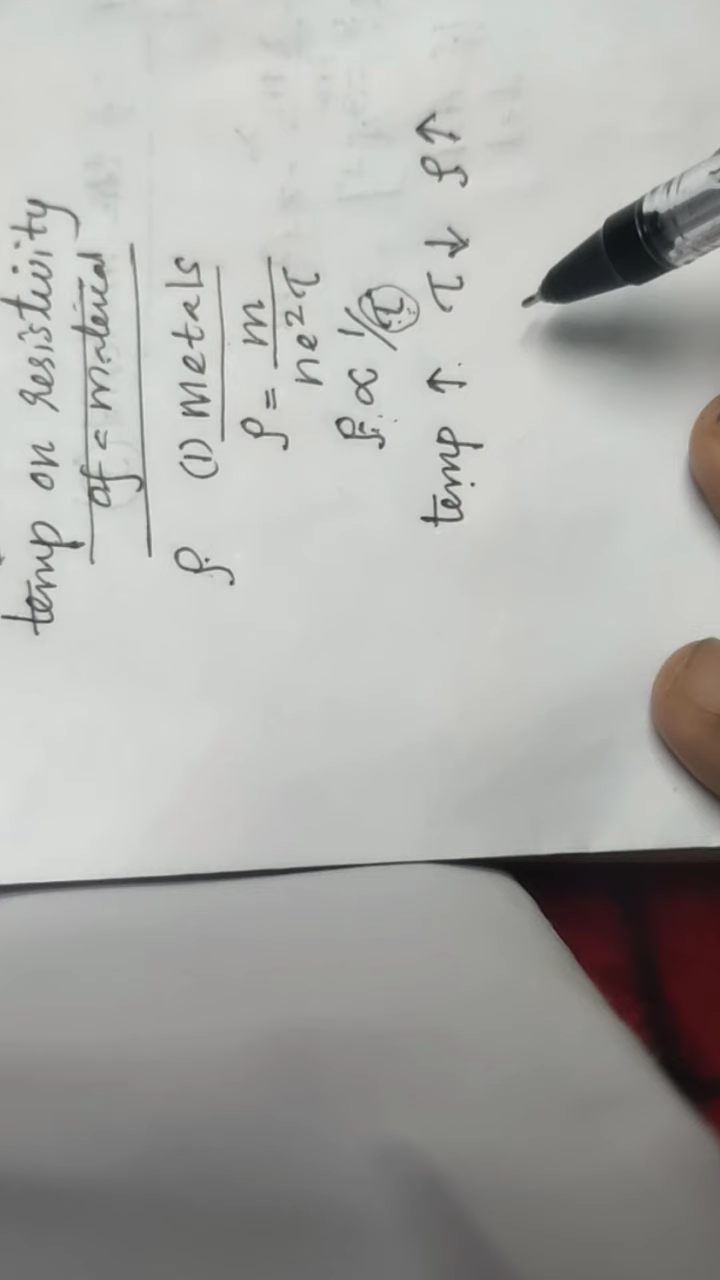 temp on resistivity
of = material
ρ (1) metals
ρ = m / ne²τ
ρ ∝ 1/τ
temp ↑ τ ↓ ρ ↑